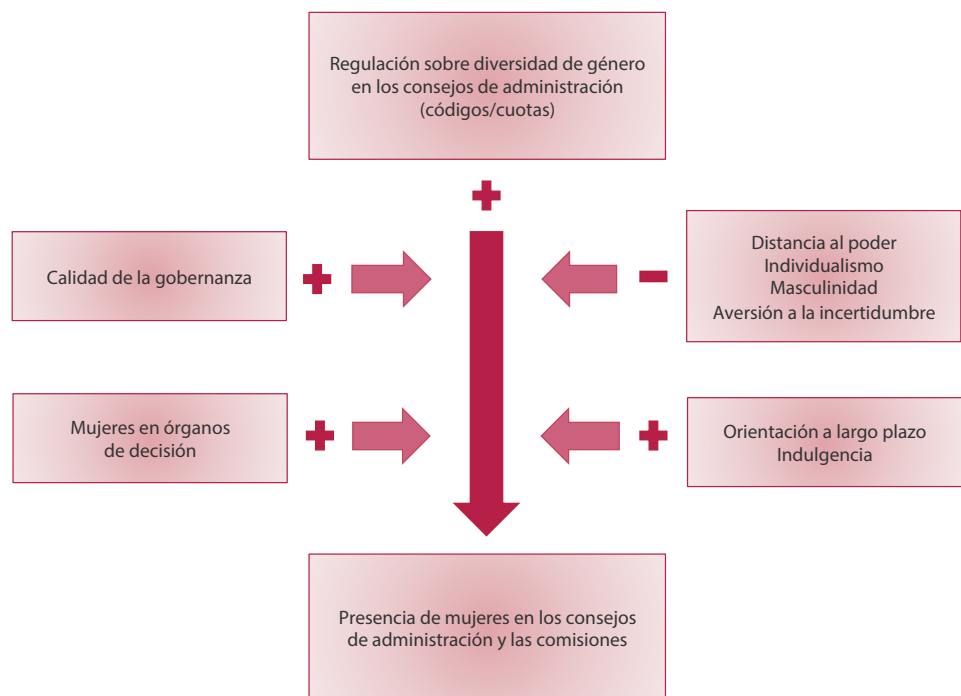 Regulación sobre diversidad de género
en los consejos de administración
(códigos/cuotas)
+
Calidad de la gobernanza
+
−
Distancia al poder
Individualismo
Masculinidad
Aversión a la incertidumbre
Mujeres en órganos
de decisión
+
+
Orientación a largo plazo
Indulgencia
Presencia de mujeres en los consejos
de administración y las comisiones